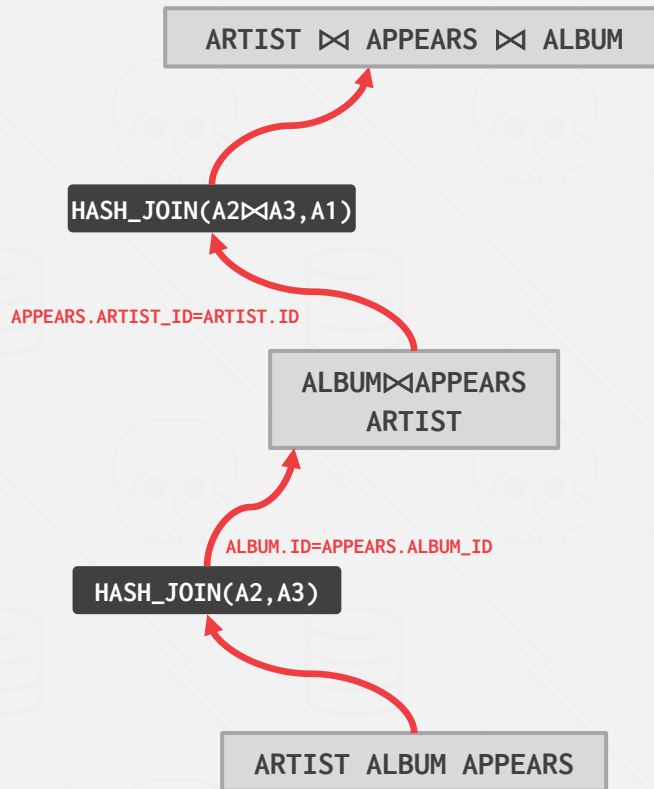 ARTIST ⋈ APPEARS ⋈ ALBUM
HASH_JOIN(A2⋈A3,A1)
APPEARS.ARTIST_ID=ARTIST.ID
ALBUM⋈APPEARS
ARTIST
ALBUM.ID=APPEARS.ALBUM_ID
HASH_JOIN(A2,A3)
ARTIST ALBUM APPEARS